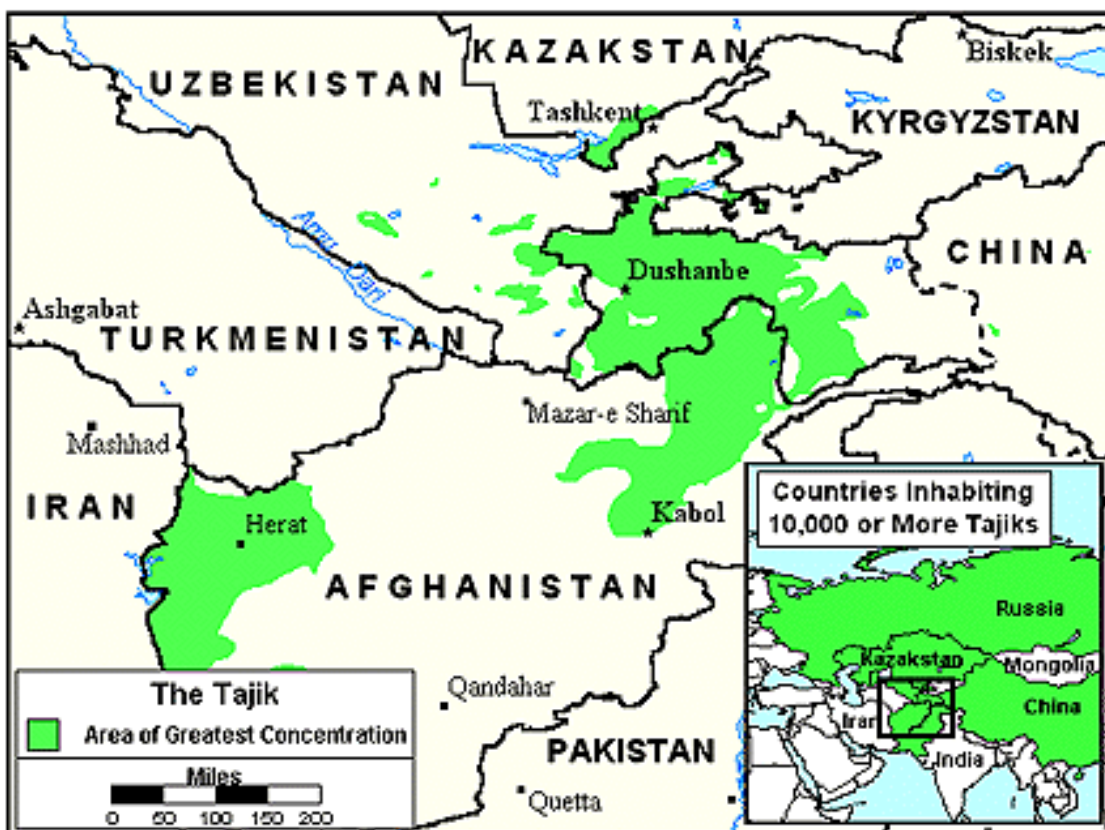 KAZAKSTAN
Biskek
UZBEKISTAN
Tashkent
KYRGYZSTAN
CHINA
Amu Dari
Dushanbe
Ashgabat
TURKMENISTAN
Mazar-e Sharif
Mashhad
IRAN
Herat
Kabol
AFGHANISTAN
Qandahar
PAKISTAN
Quetta
The Tajik
Area of Greatest Concentration
Miles
0 50 100 150 200
Countries Inhabiting
10,000 or More Tajiks
Russia
Kazakstan
Mongolia
China
Iran
India